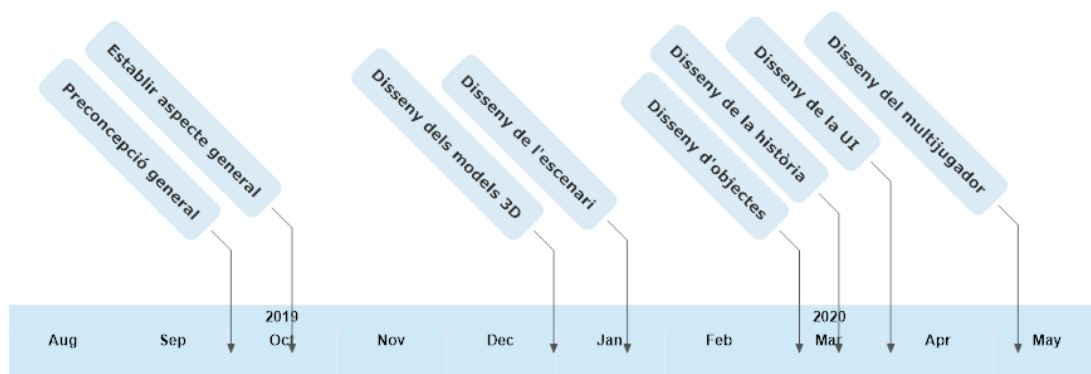 Preconcepció general
Establir aspecte general
Disseny dels models 3D
Disseny de l'escenari
Disseny d'objectes
Disseny de la història
Disseny de la UI
Disseny del multijugador
2019 2020
Aug Sep Oct Nov Dec Jan Feb Mar Apr May